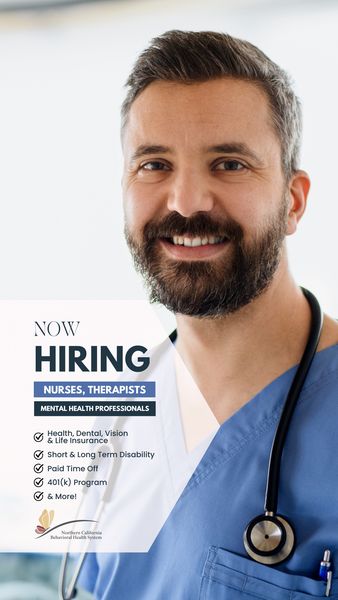 NOW
HIRING
NURSES, THERAPISTS
MENTAL HEALTH PROFESSIONALS
Health, Dental, Vision
& Life Insurance
Short & Long Term Disability
Paid Time Off
401(k) Program
& More!
Northern California
Behavioral Health System